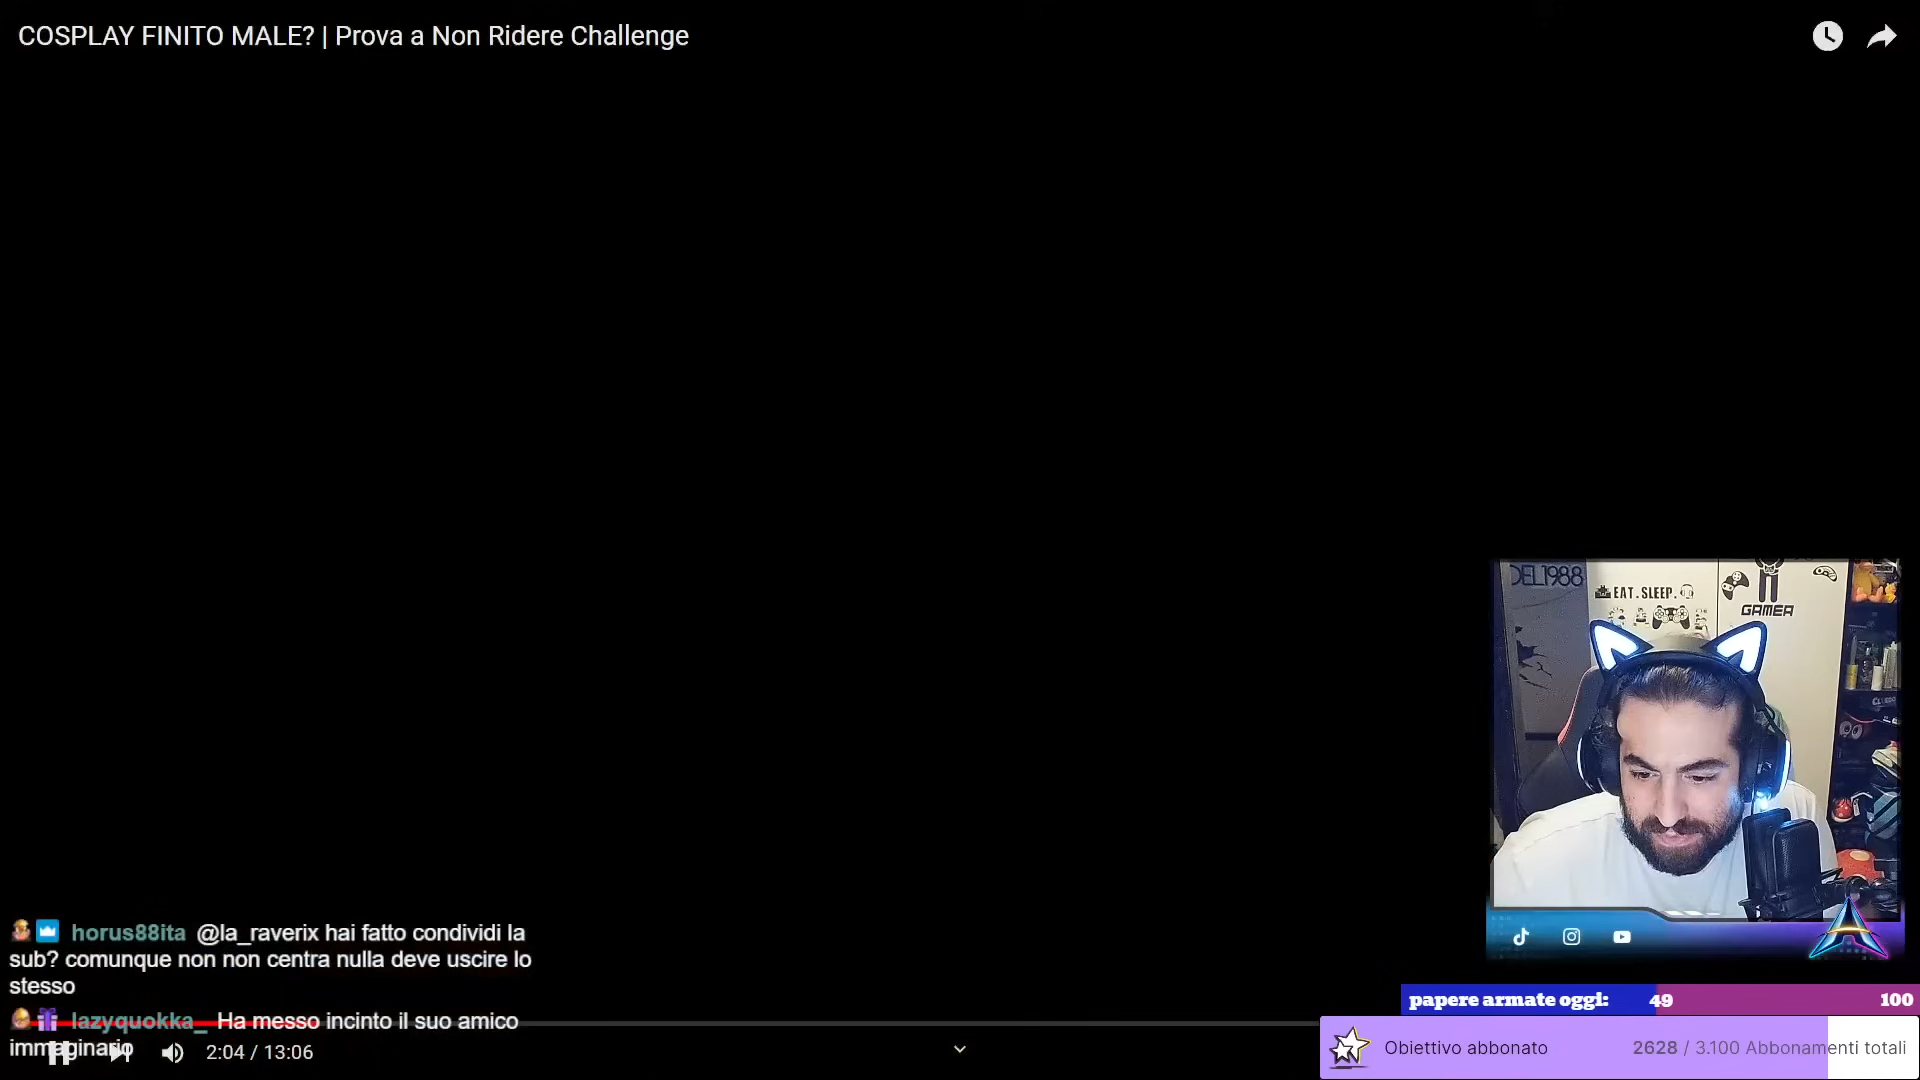 COSPLAY FINITO MALE? | Prova a Non Ridere Challenge
DEL1988
EAT.SLEEP.
GAMER
horus88ita @la_raverix hai fatto condividi la
sub? comunque non non centra nulla deve uscire lo
stesso
lazyquokka_ Ha messo incinto il suo amico
immaginario
2:04 / 13:06
papere armate oggi: 49 100
Obiettivo abbonato 2628 / 3.100 Abbonamenti totali